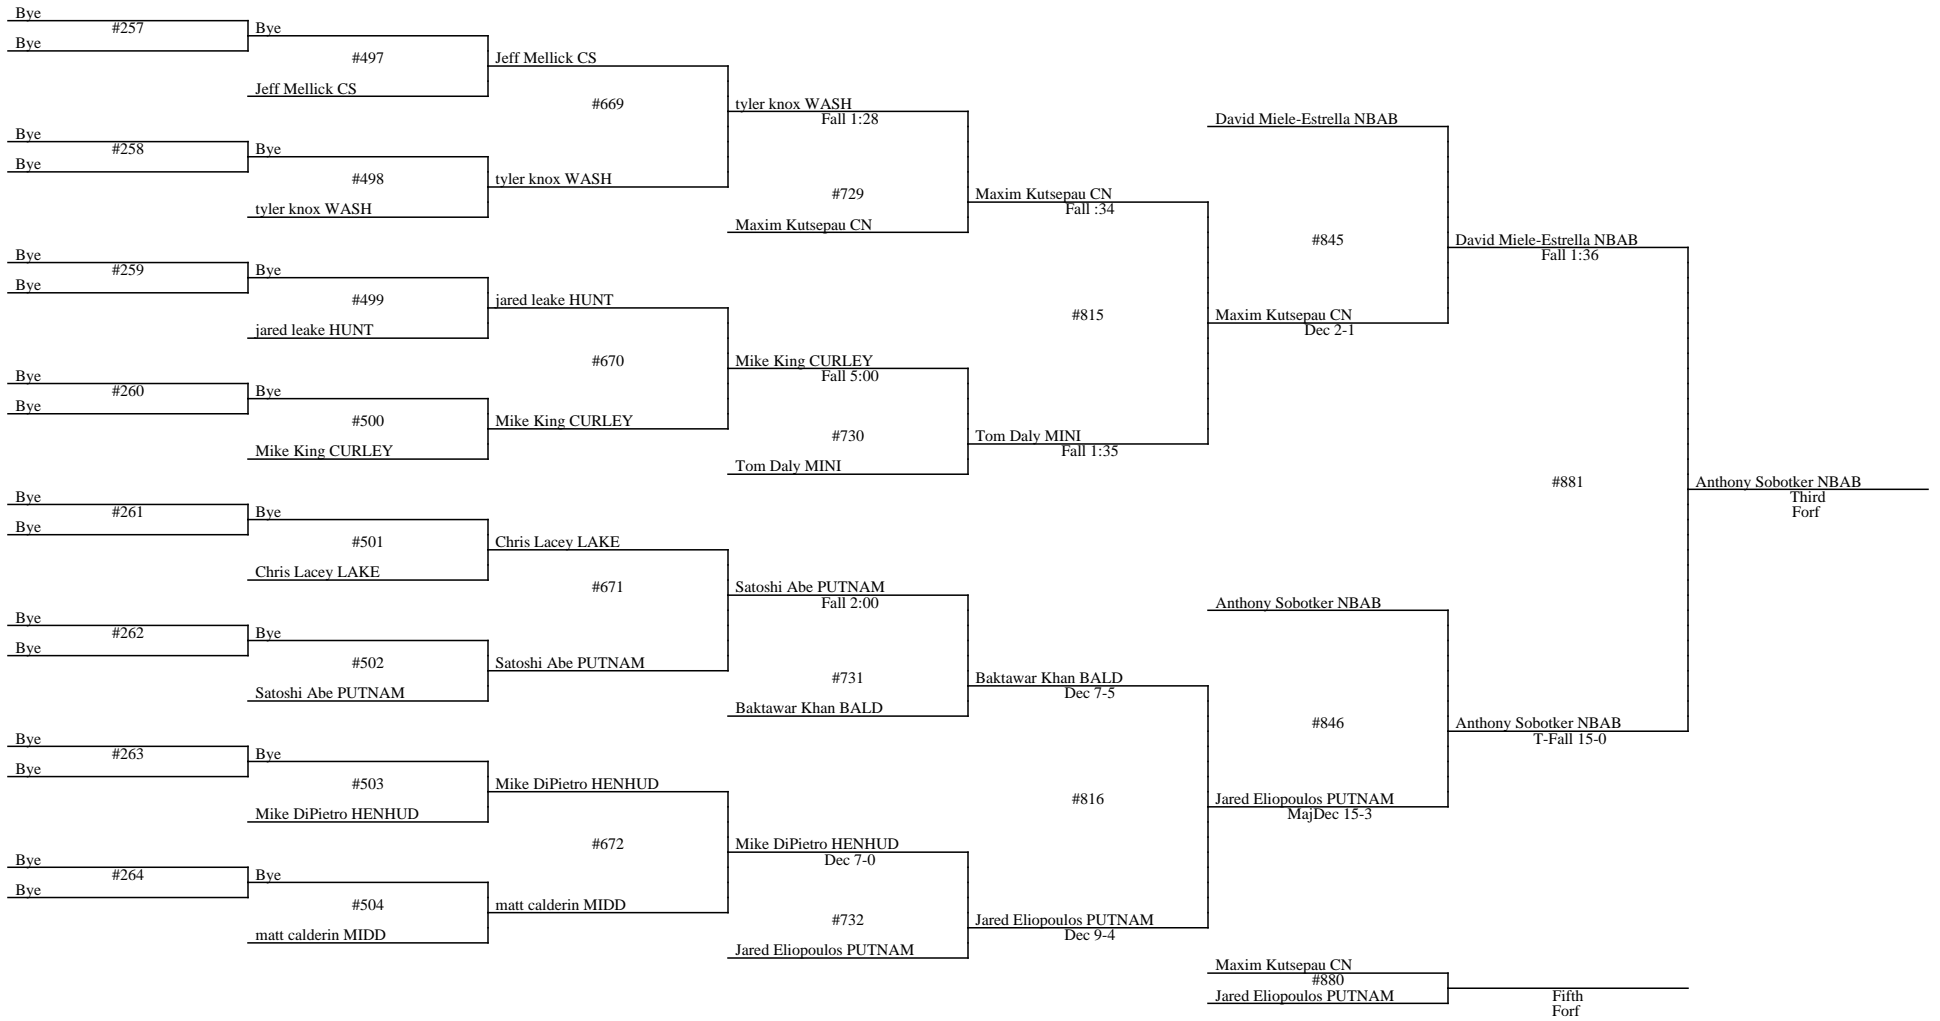 Bye
#257
Bye
Bye
#497
Jeff Mellick CS
Bye
#258
Bye
Bye
#498
tyler knox WASH
Bye
#259
Bye
Bye
#499
jared leake HUNT
Bye
#260
Bye
Bye
#500
Mike King CURLEY
Bye
#261
Bye
Bye
#501
Chris Lacey LAKE
Bye
#262
Bye
Bye
#502
Satoshi Abe PUTNAM
Bye
#263
Bye
Bye
#503
Mike DiPietro HENHUD
Bye
#264
Bye
Bye
#504
matt calderin MIDD
Jeff Mellick CS
#669
tyler knox WASH
jared leake HUNT
#670
Mike King CURLEY
Chris Lacey LAKE
#671
Satoshi Abe PUTNAM
Mike DiPietro HENHUD
#672
matt calderin MIDD
tyler knox WASH
Fall 1:28
#729
Maxim Kutsepau CN
Mike King CURLEY
Fall 5:00
#730
Tom Daly MINI
Satoshi Abe PUTNAM
Fall 2:00
#731
Baktawar Khan BALD
Mike DiPietro HENHUD
Dec 7-0
#732
Jared Eliopoulos PUTNAM
Maxim Kutsepau CN
Fall :34
#815
Tom Daly MINI
Fall 1:35
Baktawar Khan BALD
Dec 7-5
#816
Jared Eliopoulos PUTNAM
Dec 9-4
David Miele-Estrella NBAB
#845
Maxim Kutsepau CN
Dec 2-1
Anthony Sobotker NBAB
#846
Jared Eliopoulos PUTNAM
MajDec 15-3
David Miele-Estrella NBAB
Fall 1:36
#881
Anthony Sobotker NBAB
T-Fall 15-0
Anthony Sobotker NBAB
Third
Forf
Maxim Kutsepau CN
#880
Jared Eliopoulos PUTNAM
Fifth
Forf